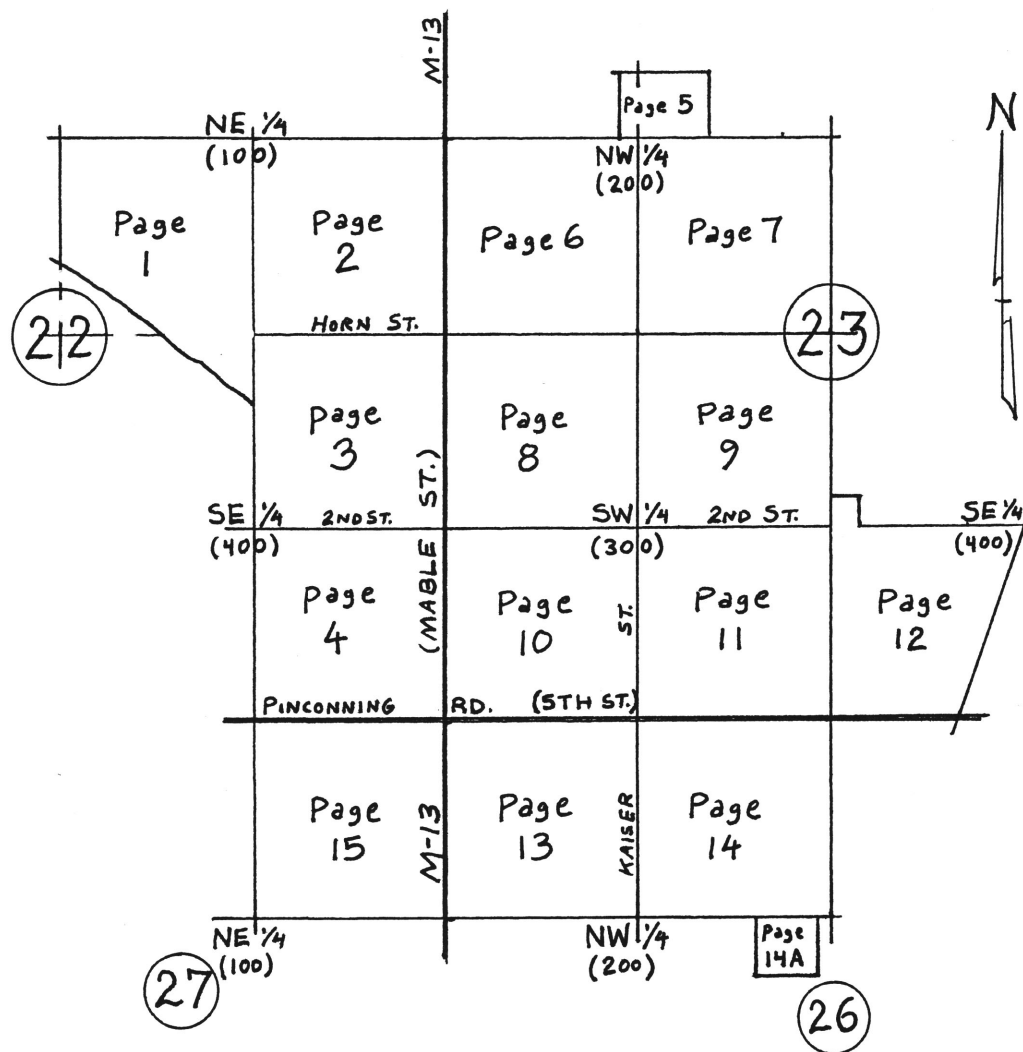 M-13
Page 5
N
NE 1/4
(100)
NW 1/4
(200)
Page
1
Page
2
Page 6
Page 7
22
HORN ST.
23
Page
3
Page
8
Page
9
(MABLE ST.)
SE 1/4
(400)
2ND ST.
SW 1/4
(300)
2ND ST.
SE 1/4
(400)
Page
4
Page
10
ST.
Page
11
Page
12
PINCONNING RD. (5TH ST.)
Page
15
M-13
Page
13
KAISER
Page
14
NE 1/4
(100)
NW 1/4
(200)
Page
14A
27
26